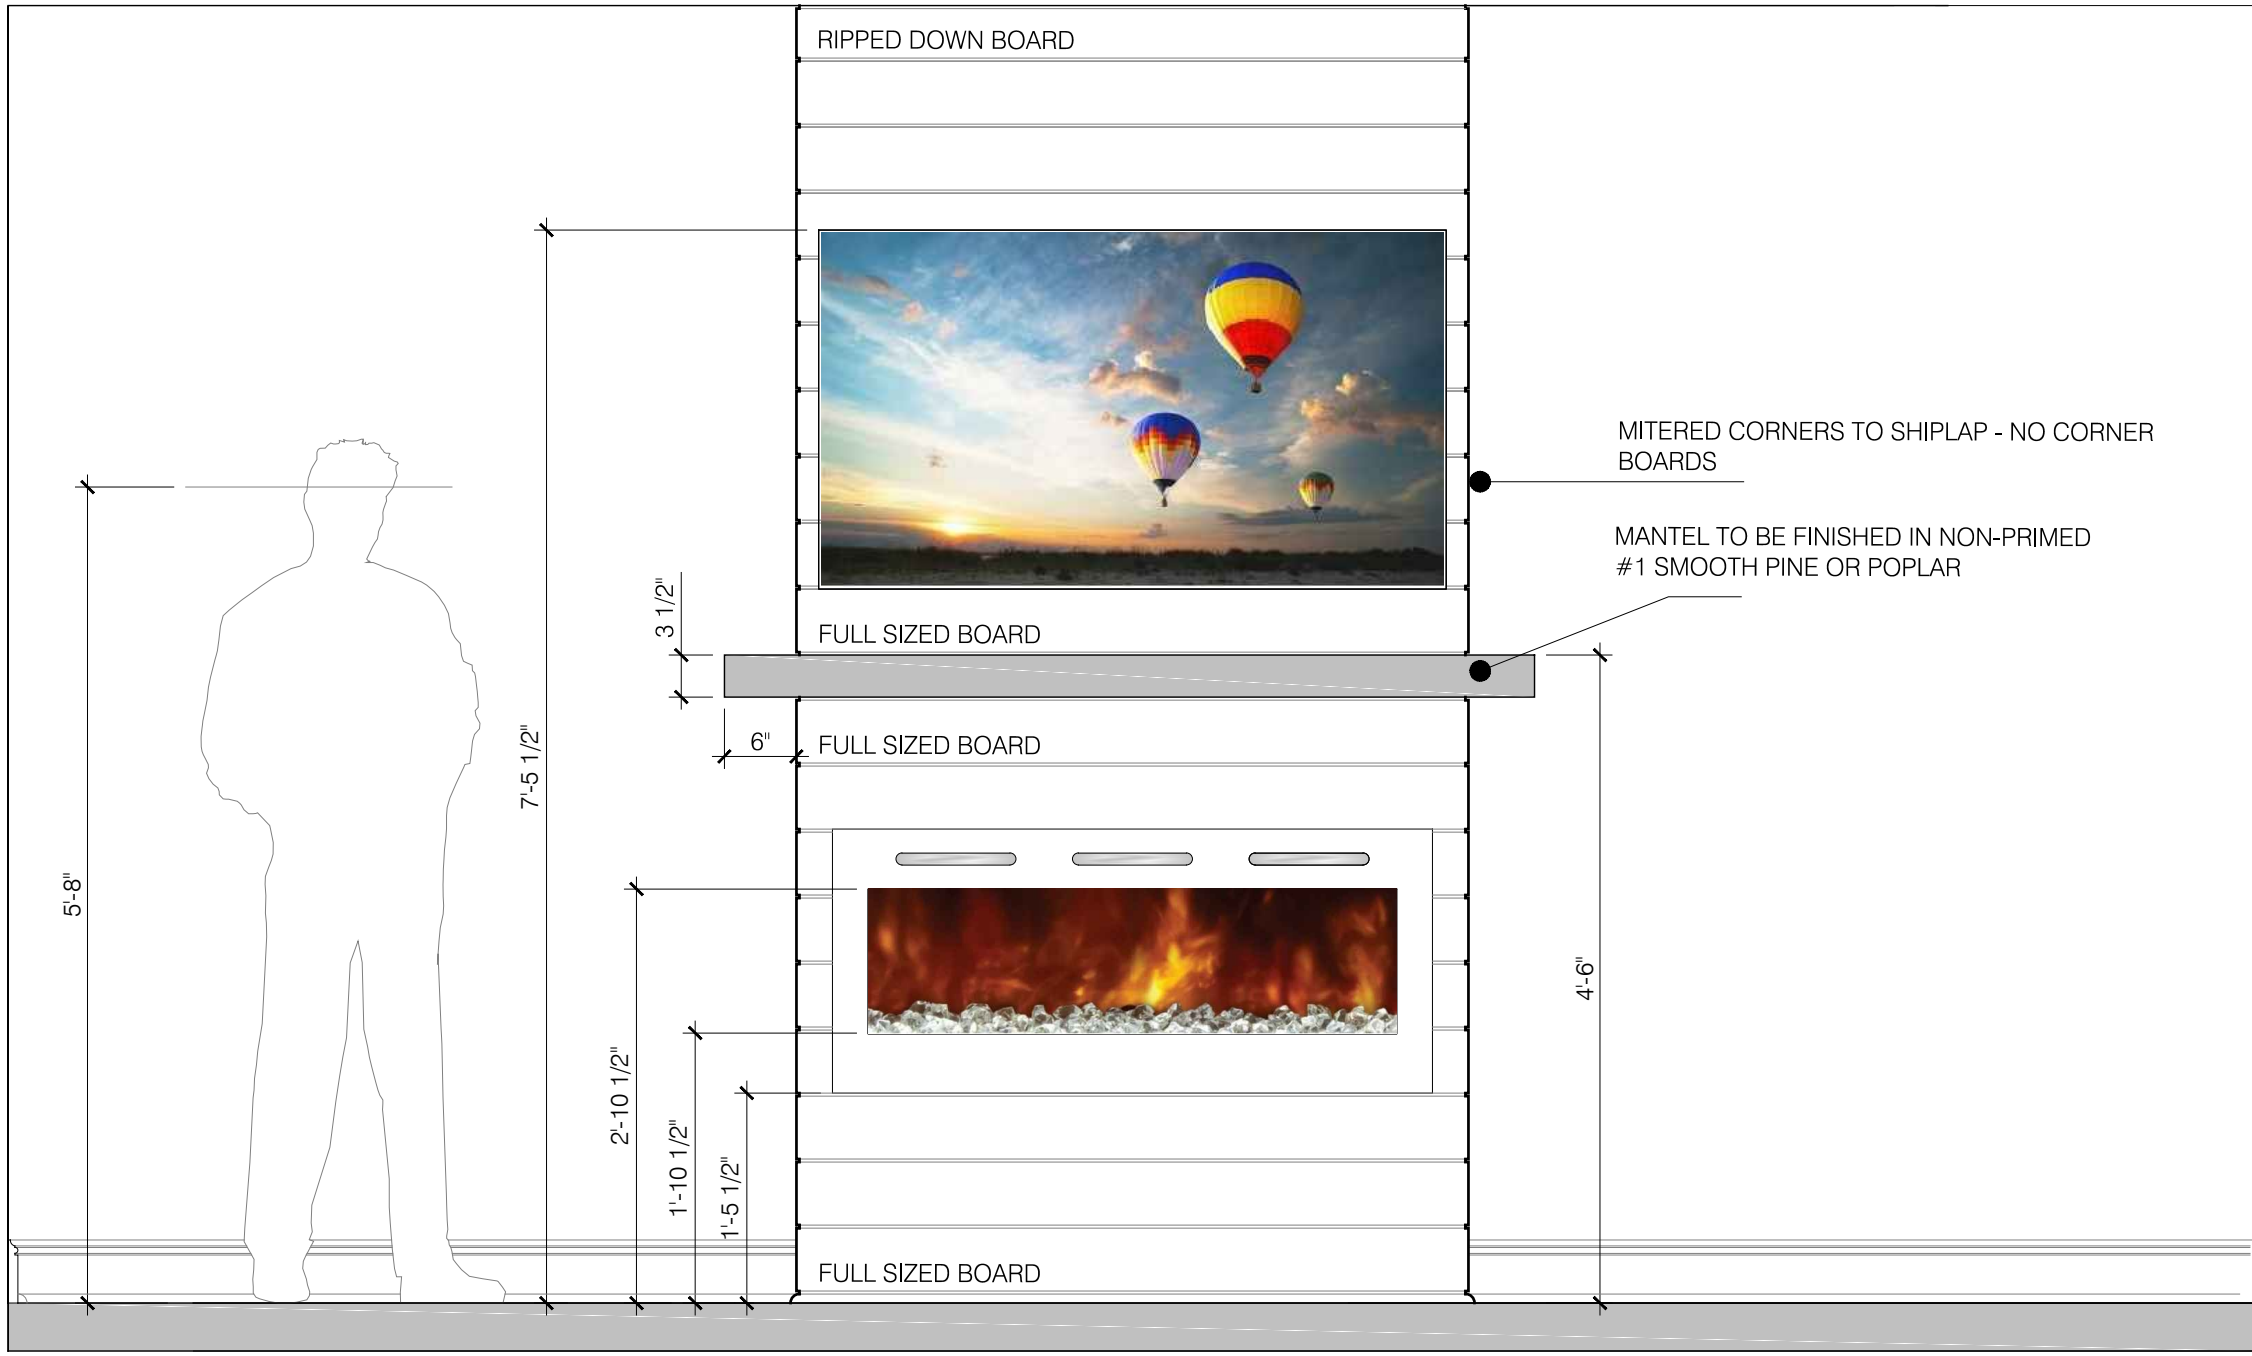 RIPPED DOWN BOARD
MITERED CORNERS TO SHIPLAP - NO CORNER
BOARDS
MANTEL TO BE FINISHED IN NON-PRIMED
#1 SMOOTH PINE OR POPLAR
3 1/2"
FULL SIZED BOARD
6"
FULL SIZED BOARD
7'-5 1/2"
5'-8"
4'-6"
2'-10 1/2"
1'-10 1/2"
1'-5 1/2"
FULL SIZED BOARD